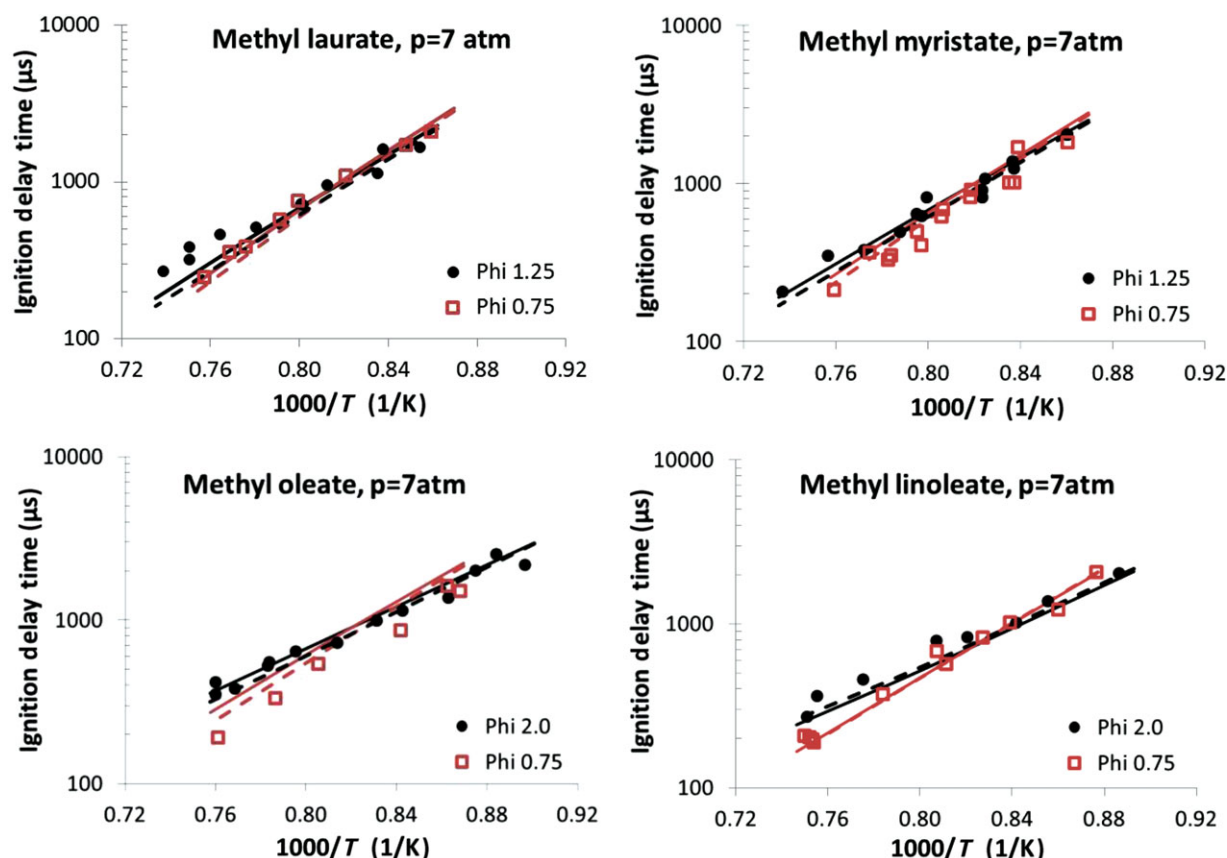 Methyl laurate, p=7 atm
Ignition delay time (µs)
10000
1000
100
0.72 0.76 0.80 0.84 0.88 0.92
1000/T (1/K)
Phi 1.25
Phi 0.75
Methyl myristate, p=7atm
Ignition delay time (µs)
10000
1000
100
0.72 0.76 0.80 0.84 0.88 0.92
1000/T (1/K)
Phi 1.25
Phi 0.75
Methyl oleate, p=7atm
Ignition delay time (µs)
10000
1000
100
0.72 0.76 0.80 0.84 0.88 0.92
1000/T (1/K)
Phi 2.0
Phi 0.75
Methyl linoleate, p=7atm
Ignition delay time (µs)
10000
1000
100
0.72 0.76 0.80 0.84 0.88 0.92
1000/T (1/K)
Phi 2.0
Phi 0.75